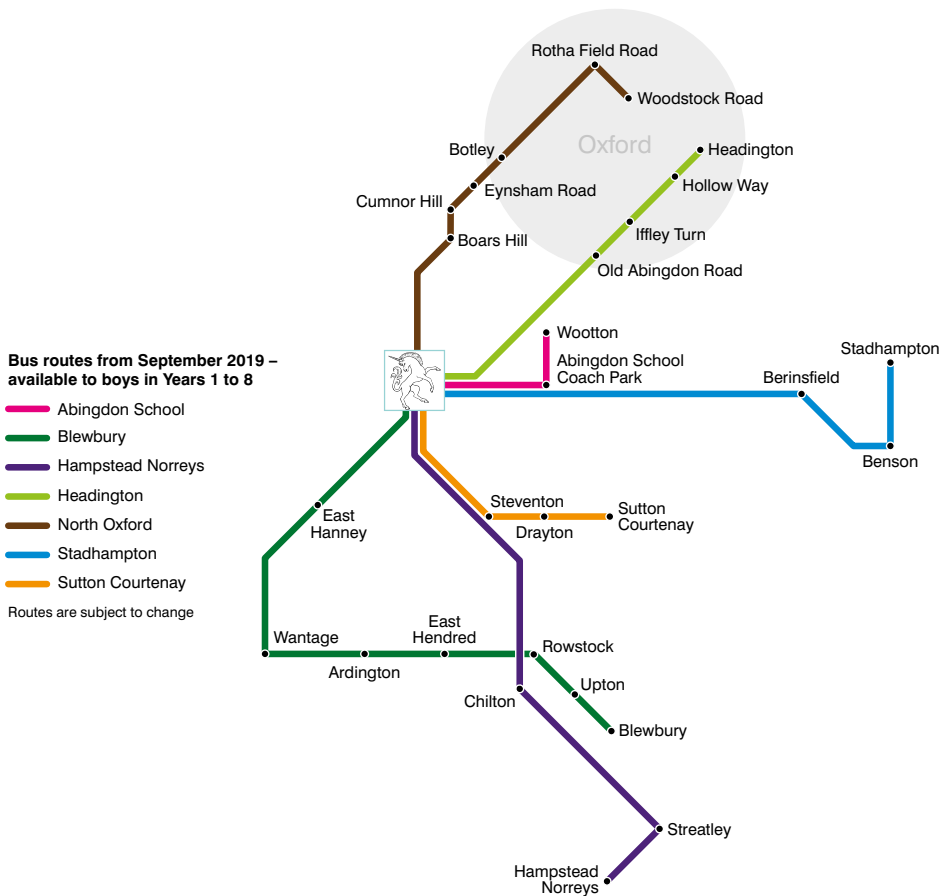 Rotha Field Road
Woodstock Road
Oxford
Botley
Headington
Eynsham Road
Hollow Way
Cumnor Hill
Iffley Turn
Boars Hill
Old Abingdon Road
Wootton
Abingdon School
Coach Park
Stadhampton
Berinsfield
Benson
Bus routes from September 2019 –
available to boys in Years 1 to 8
Abingdon School
Blewbury
Hampstead Norreys
Headington
North Oxford
Stadhampton
Sutton Courtenay
Routes are subject to change
East
Hanney
Steventon
Drayton
Sutton
Courtenay
Wantage
Ardington
East
Hendred
Rowstock
Upton
Chilton
Blewbury
Streatley
Hampstead
Norreys